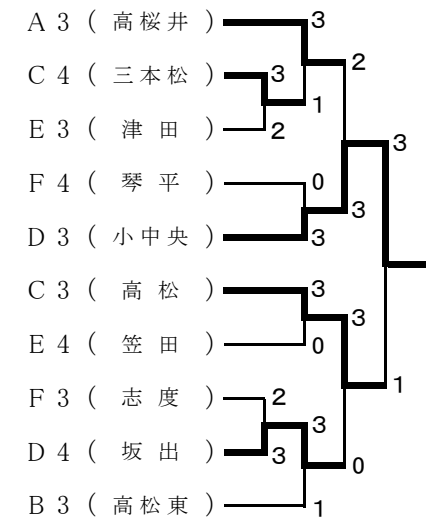 A 3 ( 高桜井 ) 3
2
C 4 ( 三本松 ) 3
1
E 3 ( 津田 ) 2
3
F 4 ( 琴平 ) 0
3
D 3 ( 小中央 ) 3
C 3 ( 高松 ) 3
3
E 4 ( 笠田 ) 0
1
F 3 ( 志度 ) 2
3
D 4 ( 坂出 ) 3
0
B 3 ( 高松東 ) 1